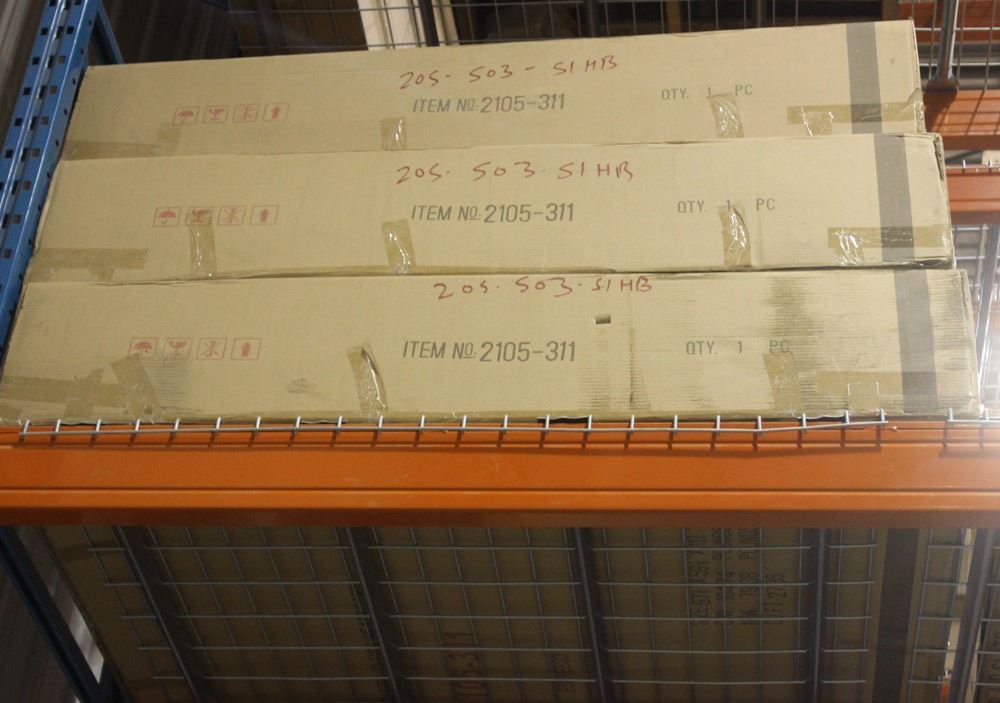 205-503-51HB
ITEM NO. 2105-311 QTY. 1 PC
205-503-51HB
ITEM NO. 2105-311 QTY. 1 PC
205-503-51HB
ITEM NO. 2105-311 QTY. 1 PC